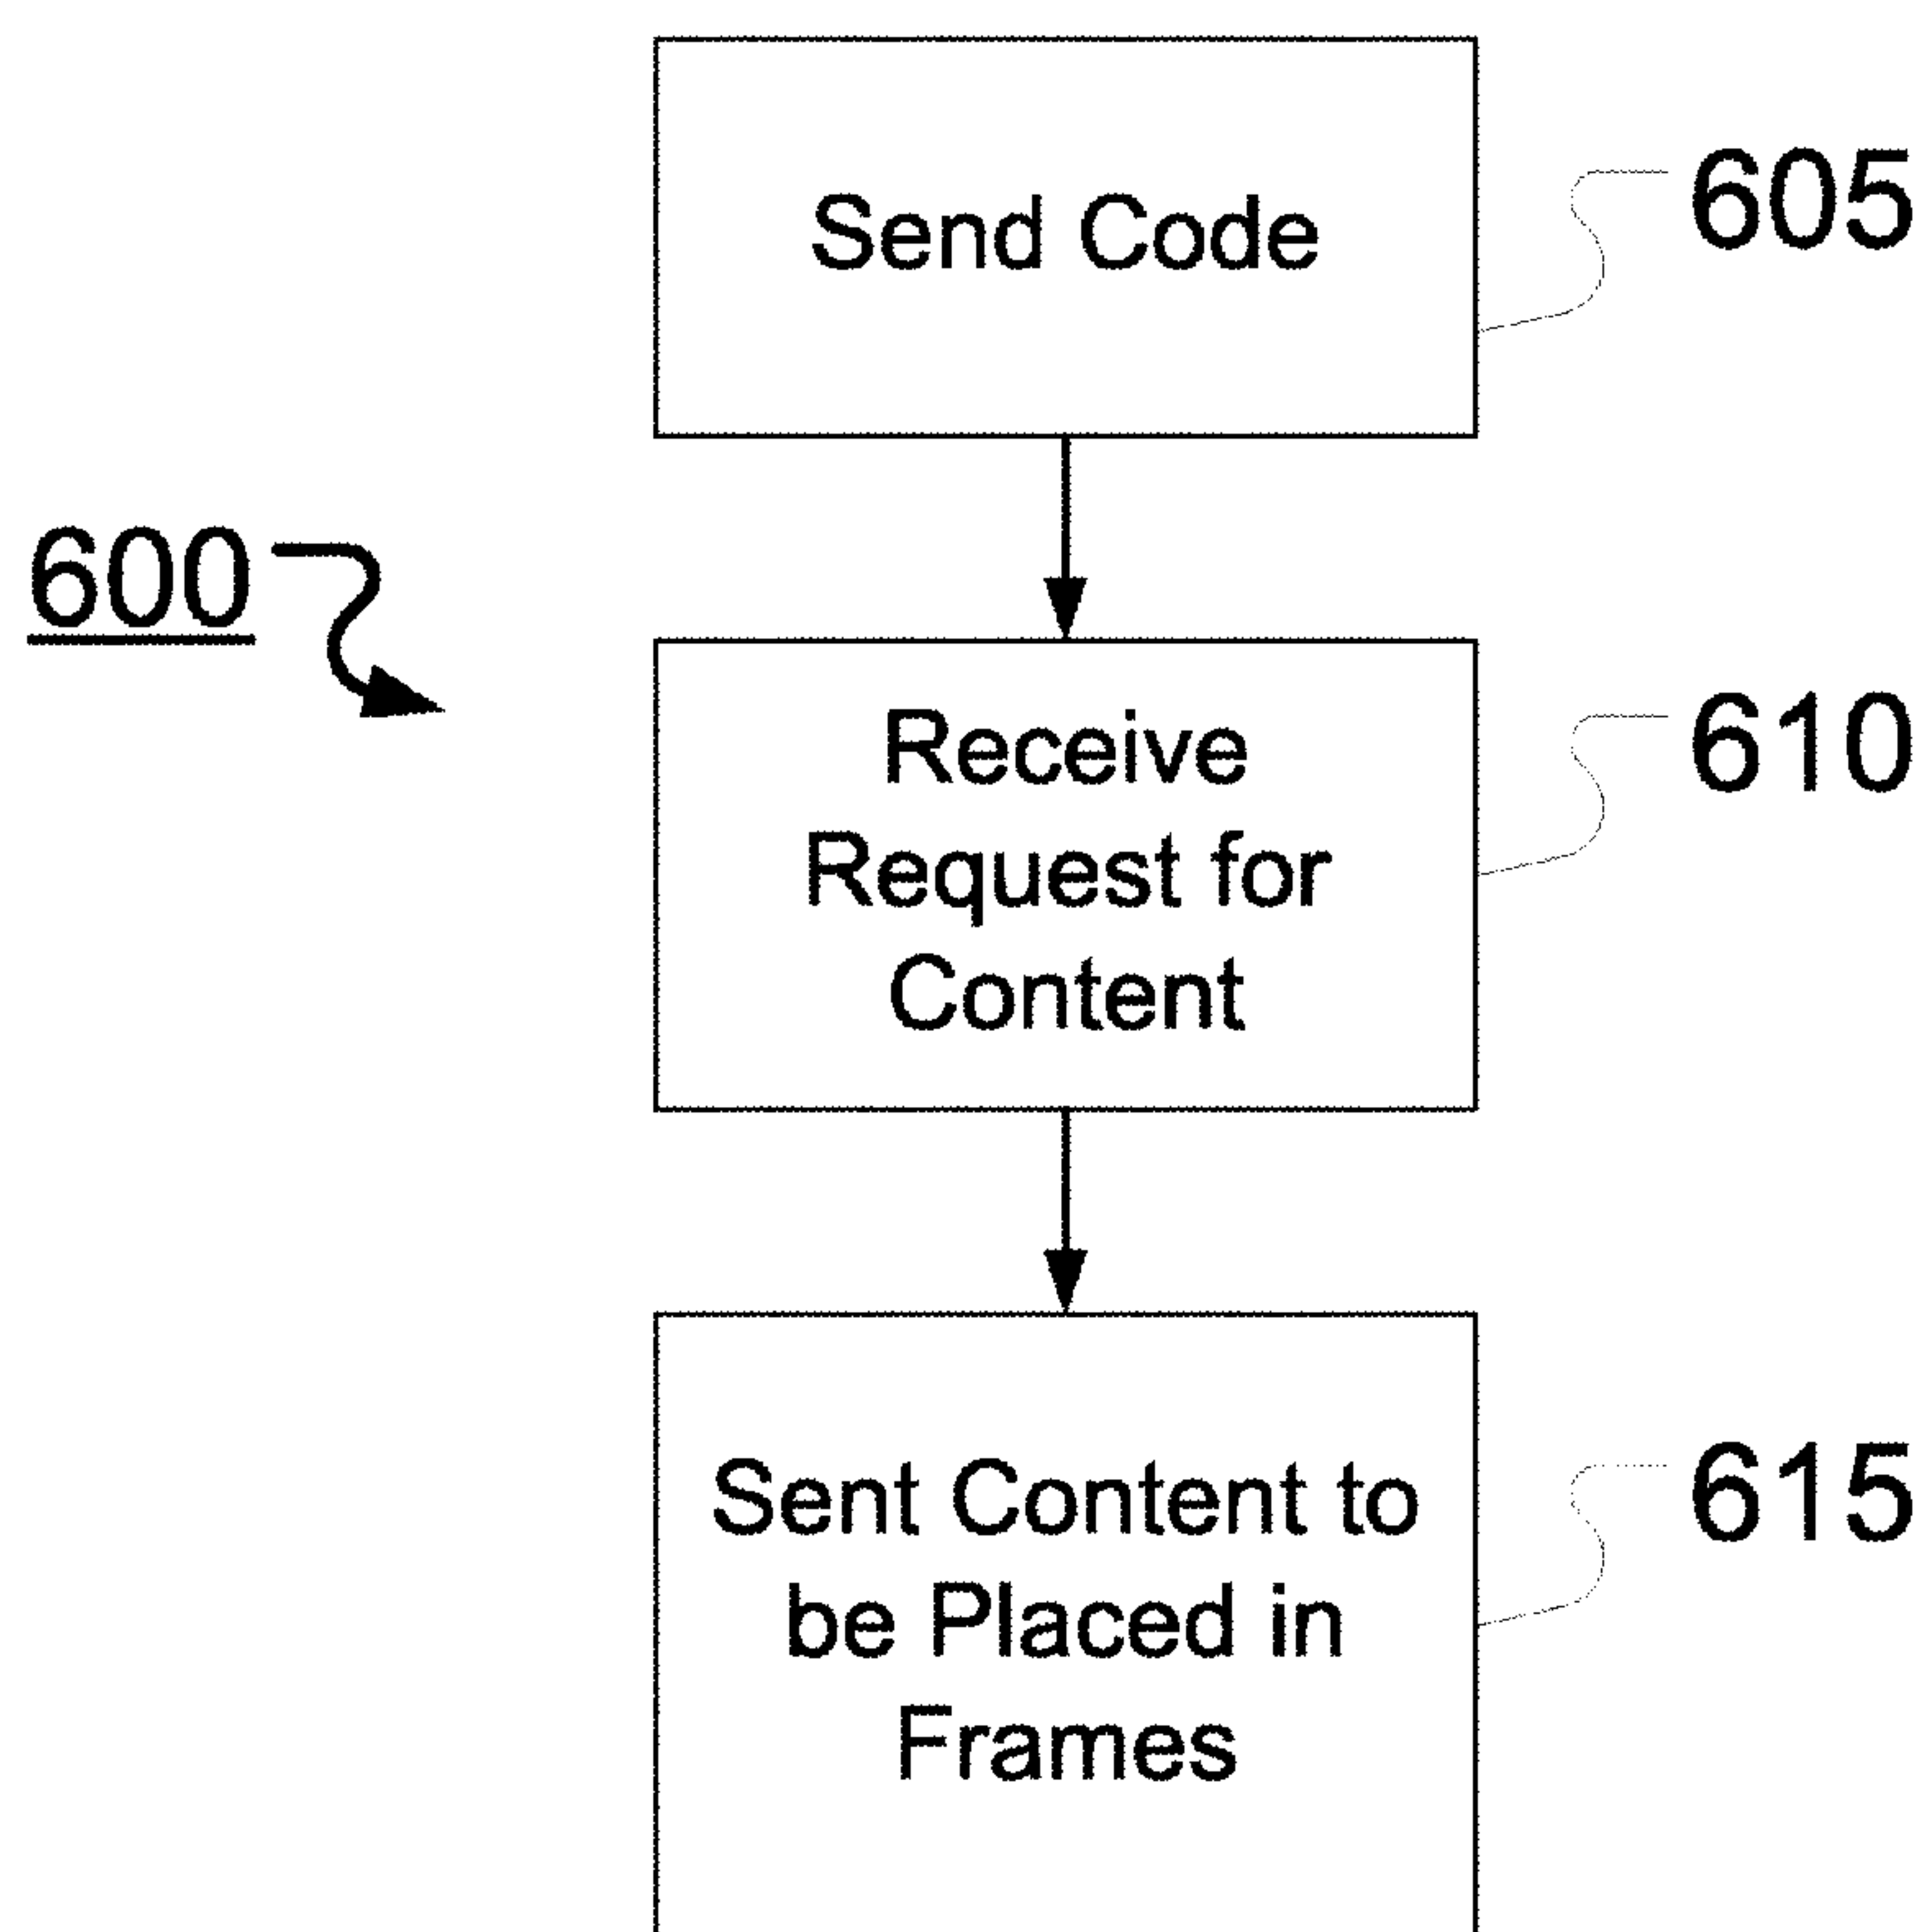 Send Code
605
600
Receive
Request for
Content
610
Sent Content to
be Placed in
Frames
615